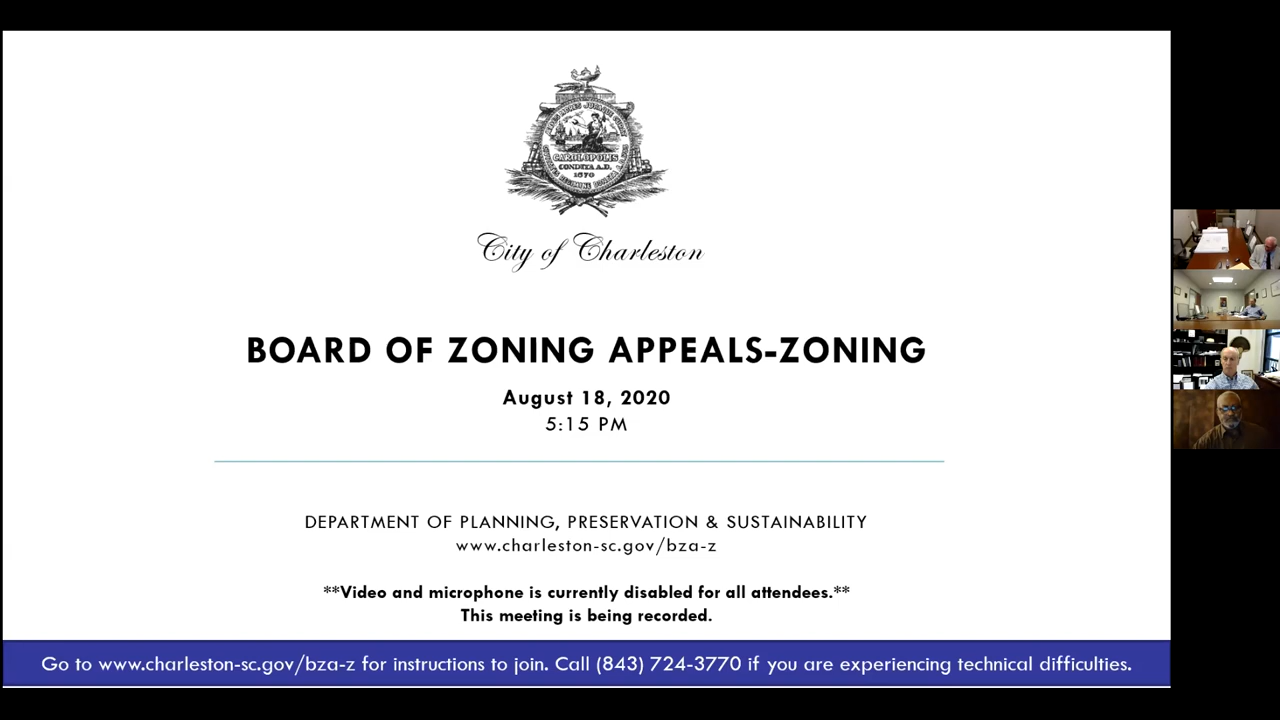 CAROLOPOLIS
CONDITA A.D.
1670
City of Charleston
BOARD OF ZONING APPEALS-ZONING
August 18, 2020
5:15 PM
DEPARTMENT OF PLANNING, PRESERVATION & SUSTAINABILITY
www.charleston-sc.gov/bza-z
**Video and microphone is currently disabled for all attendees.**
This meeting is being recorded.
Go to www.charleston-sc.gov/bza-z for instructions to join. Call (843) 724-3770 if you are experiencing technical difficulties.